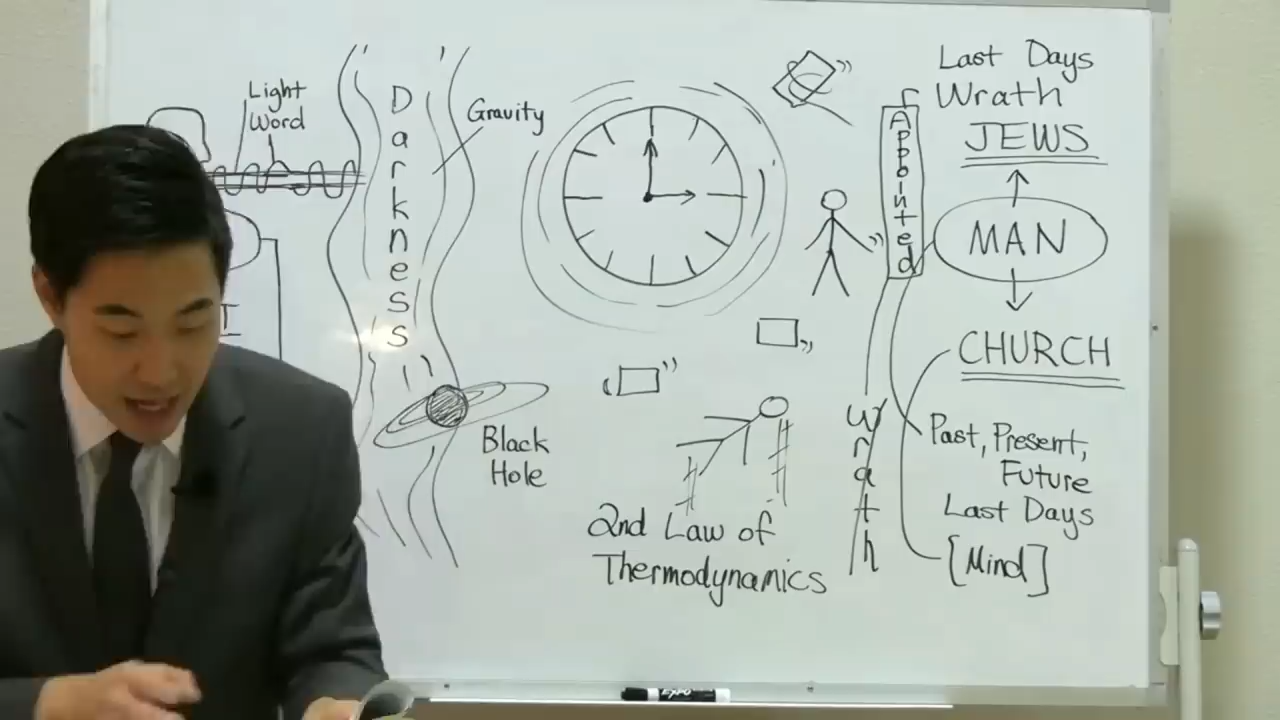 Light
Word
Darkness
Gravity
Black
Hole
2nd Law of
Thermodynamics
Appointed
Wrath
Last Days
Wrath
JEWS
MAN
CHURCH
Past, Present,
Future
Last Days
[Mind]
EXPO